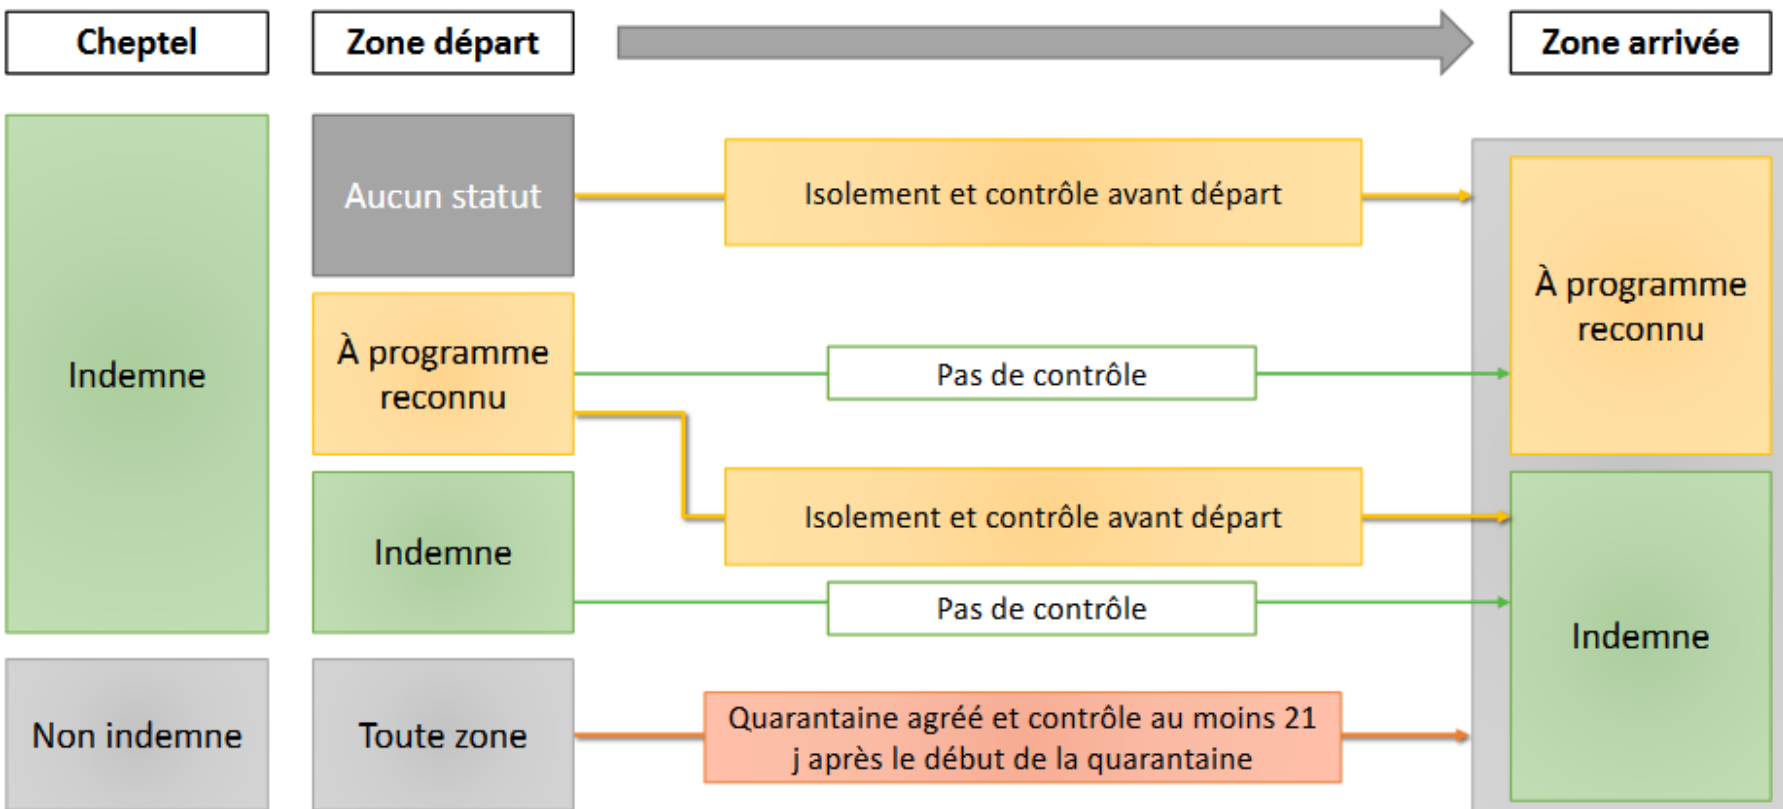 Cheptel
Zone départ
Zone arrivée
Indemne
Aucun statut
Isolement et contrôle avant départ
À programme
reconnu
À programme
reconnu
Pas de contrôle
Isolement et contrôle avant départ
Indemne
Pas de contrôle
Indemne
Non indemne
Toute zone
Quarantaine agréé et contrôle au moins 21
j après le début de la quarantaine